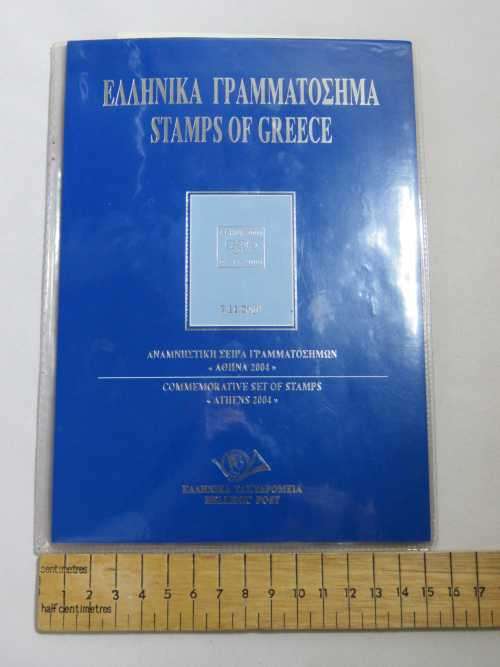 ΕΛΛΗΝΙΚΑ ΓΡΑΜΜΑΤΟΣΗΜΑ
STAMPS OF GREECE
ΑΝΑΜΝΗΣΤΙΚΗ ΣΕΙΡΑ ΓΡΑΜΜΑΤΟΣΗΜΩΝ
« ΑΘΗΝΑ 2004 »
COMMEMORATIVE SET OF STAMPS
« ATHENS 2004 »
ΕΛΛΗΝΙΚΑ ΤΑΧΥΔΡΟΜΕΙΑ
HELLENIC POST
centimetres
1 2 3 4 5 6 7 8 9 10 11 12 13 14 15 16 17
half centimetres